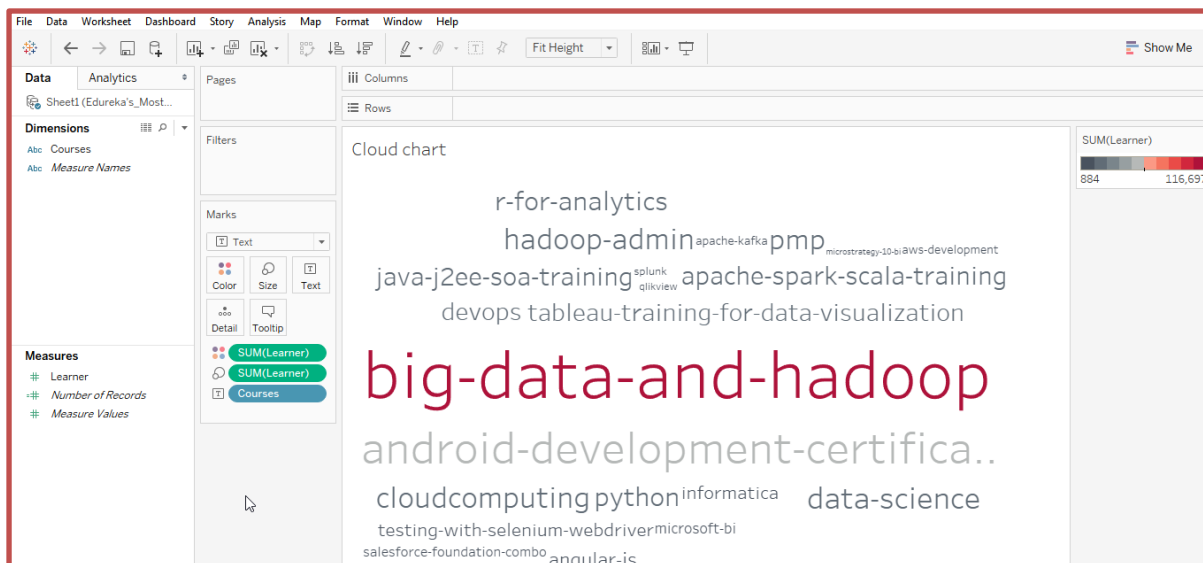 File Data Worksheet Dashboard Story Analysis Map Format Window Help
Fit Height
Show Me
Data Analytics
Sheet1 (Edureka's_Most...
Dimensions
Abc Courses
Abc Measure Names
Measures
Learner
Number of Records
Measure Values
Pages
Filters
Marks
Text
Color Size Text
Detail Tooltip
SUM(Learner)
SUM(Learner)
Courses
Columns
Rows
Cloud chart
r-for-analytics
hadoop-admin apache-kafka pmp microstrategy-10-bi aws-development
java-j2ee-soa-training splunk apache-spark-scala-training
qlikview
devops tableau-training-for-data-visualization
big-data-and-hadoop
android-development-certifica..
cloudcomputing python informatica data-science
testing-with-selenium-webdriver microsoft-bi
salesforce-foundation-combo angular-js
SUM(Learner)
884 116,697